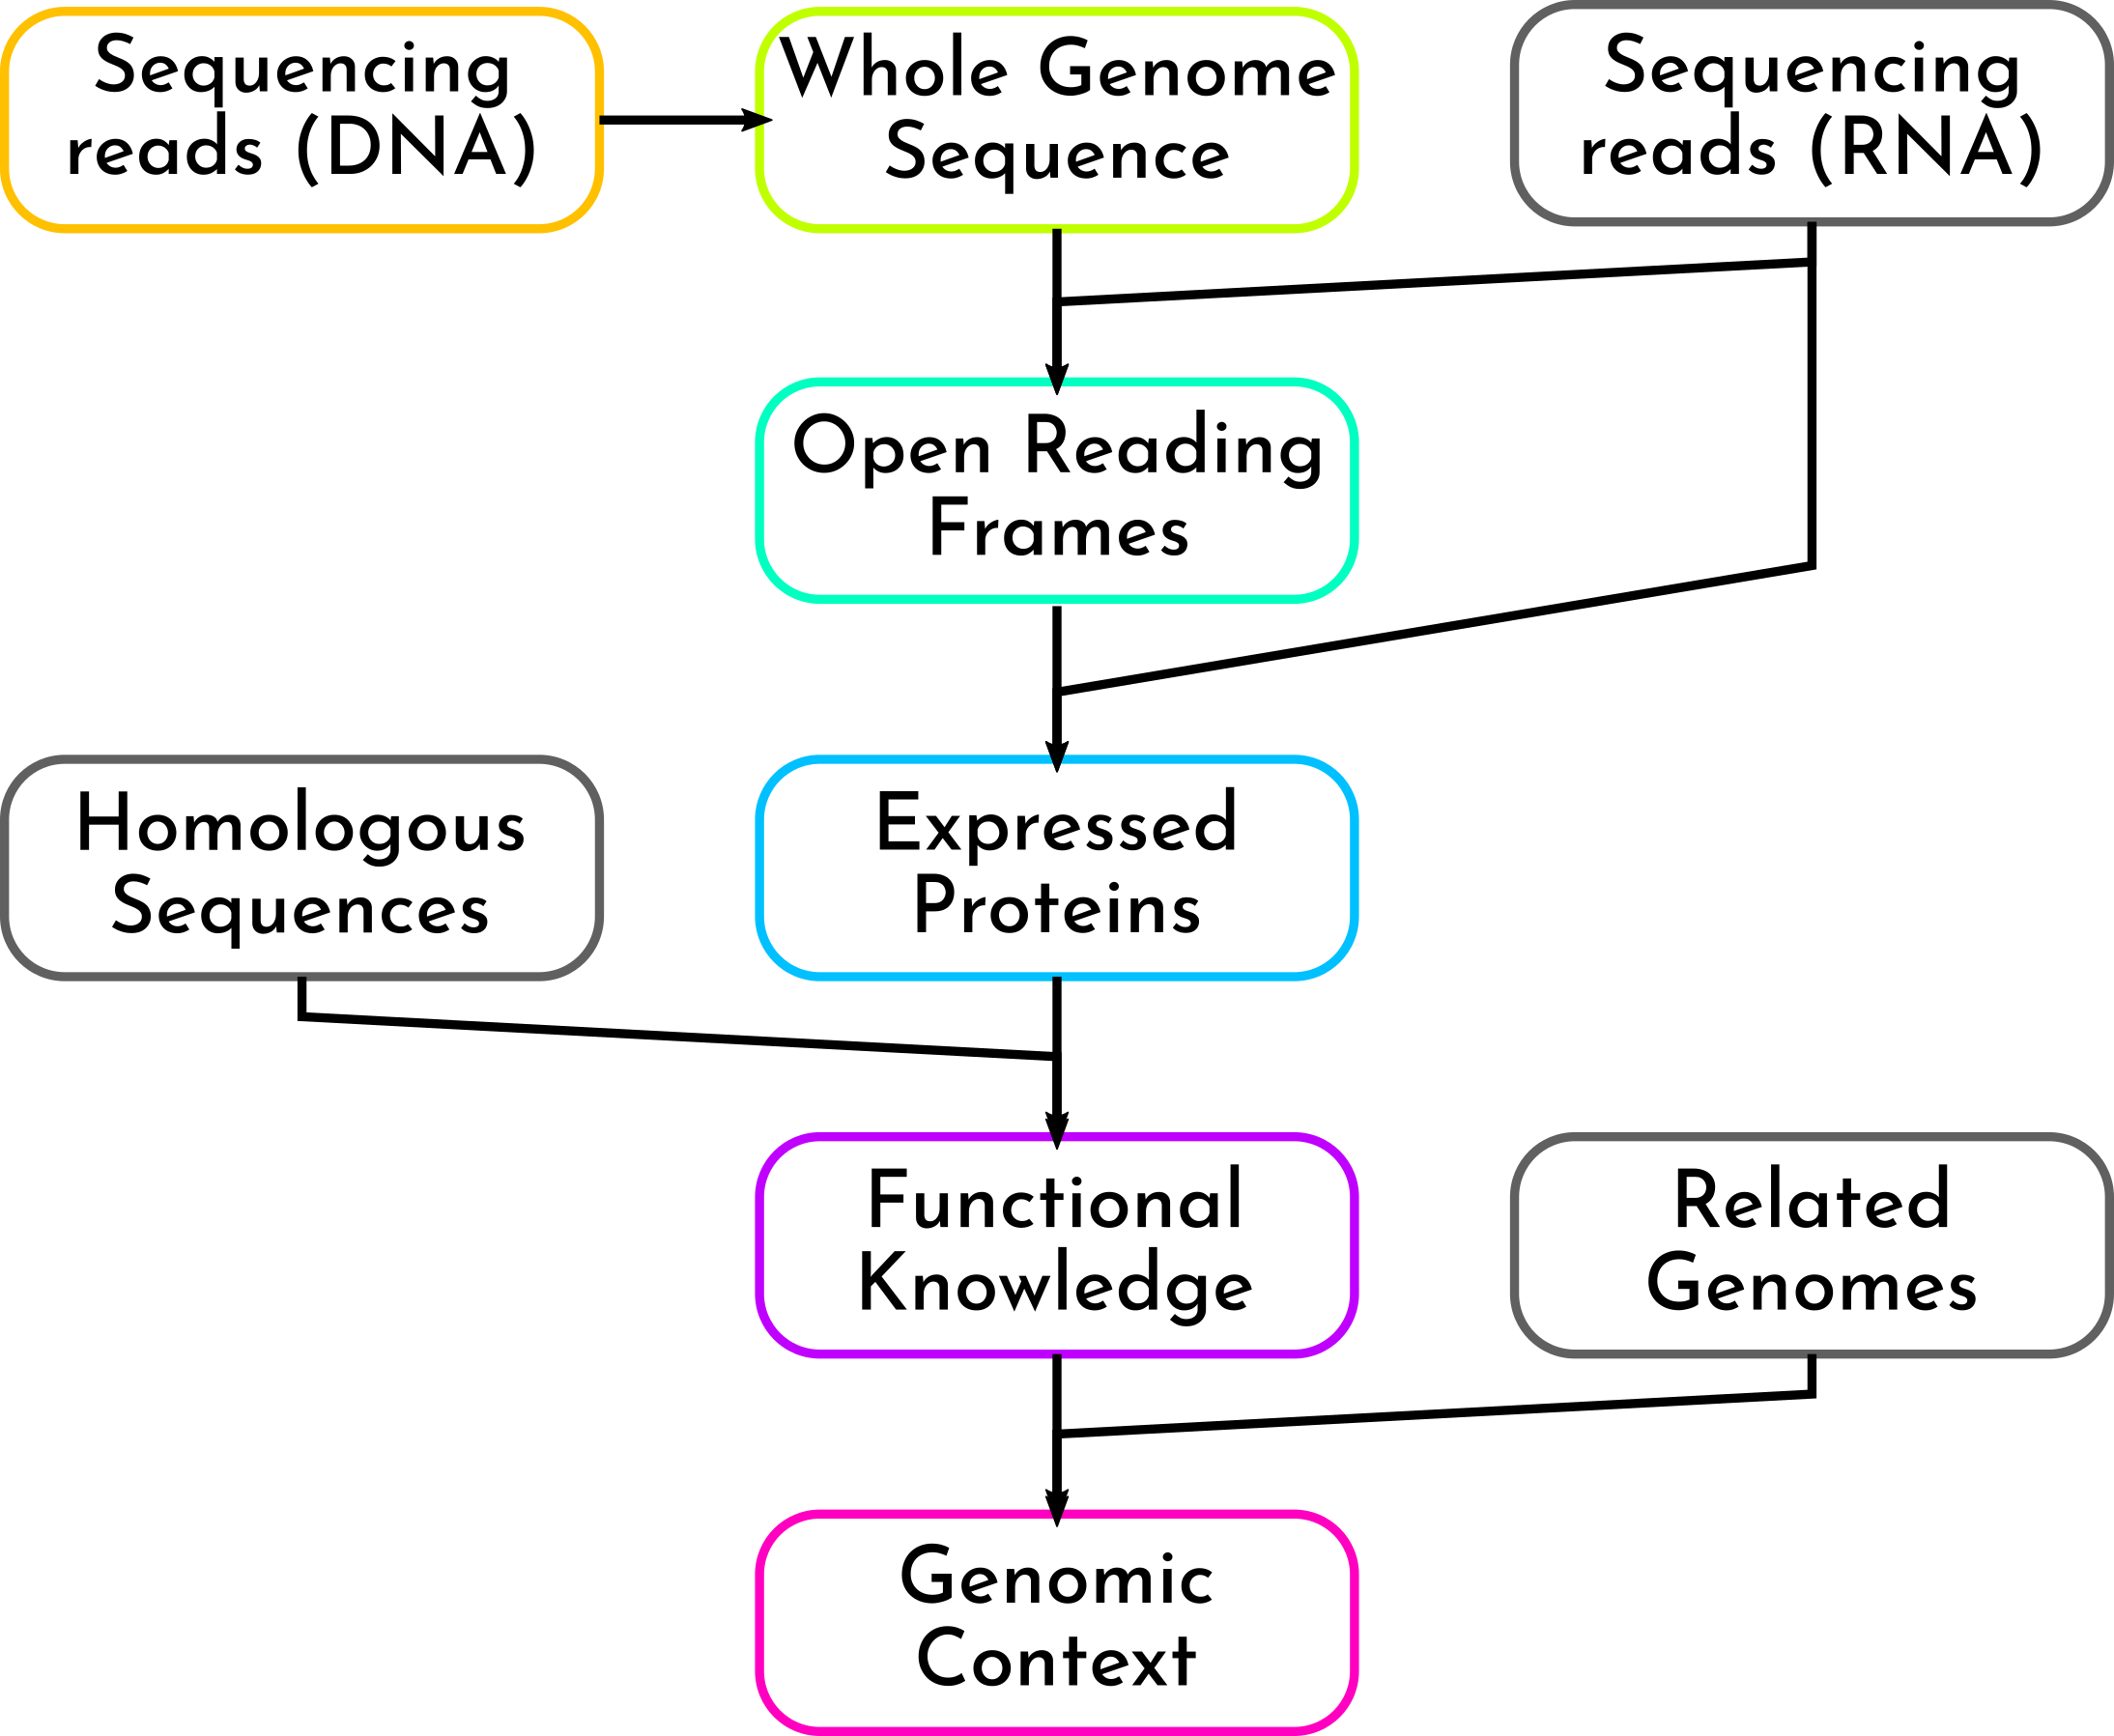 Sequencing
reads (DNA)
Whole Genome
Sequence
Sequencing
reads (RNA)
Open Reading
Frames
Homologous
Sequences
Expressed
Proteins
Functional
Knowledge
Related
Genomes
Genomic
Context